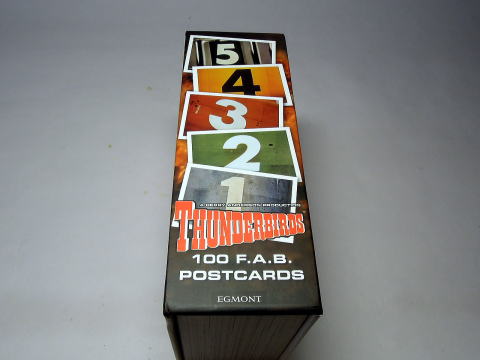 5
4
3
2
1
A GERRY ANDERSON PRODUCTION
THUNDERBIRDS
100 F.A.B.
POSTCARDS
EGMONT